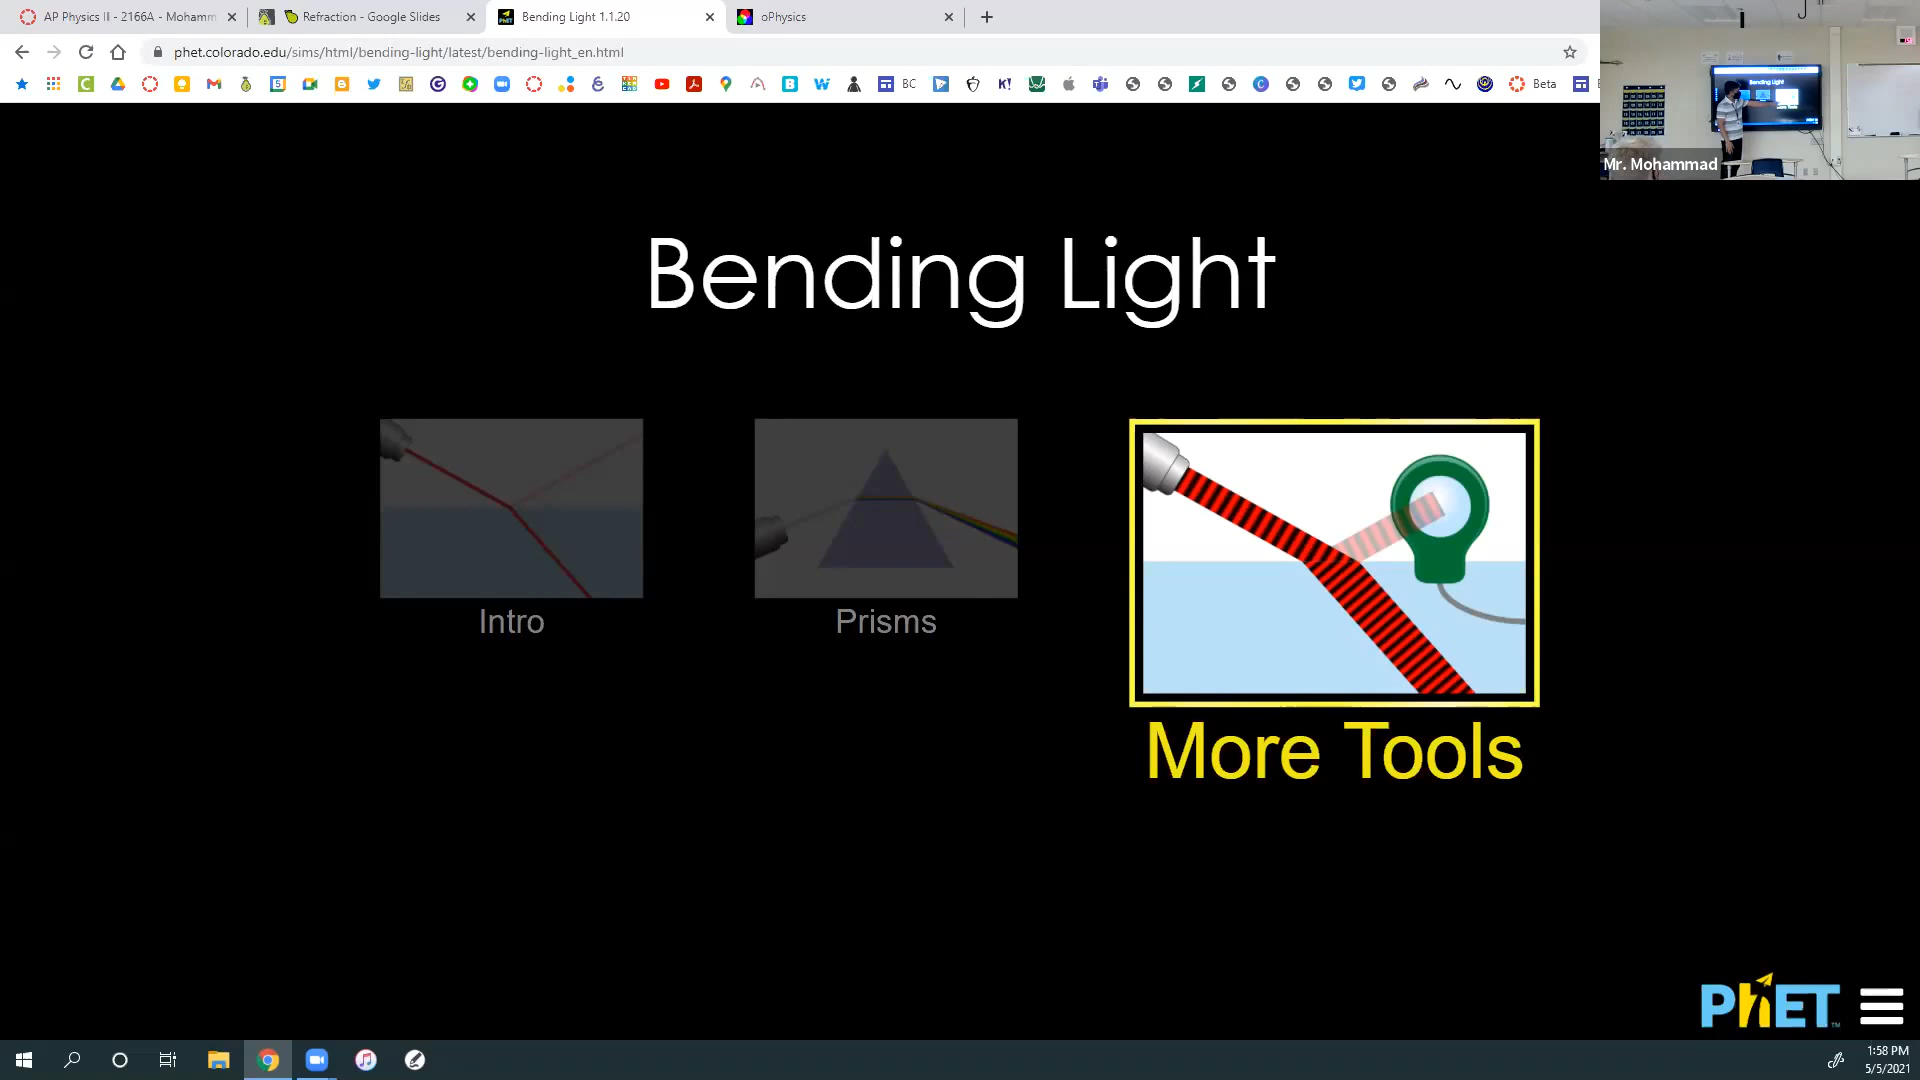 AP Physics II - 2166A - Mohamm
Refraction - Google Slides
Bending Light 1.1.20
oPhysics
phet.colorado.edu/sims/html/bending-light/latest/bending-light_en.html
BC
Beta
Mr. Mohammad
Bending Light
Intro
Prisms
More Tools
PhET
1:58 PM
5/5/2021